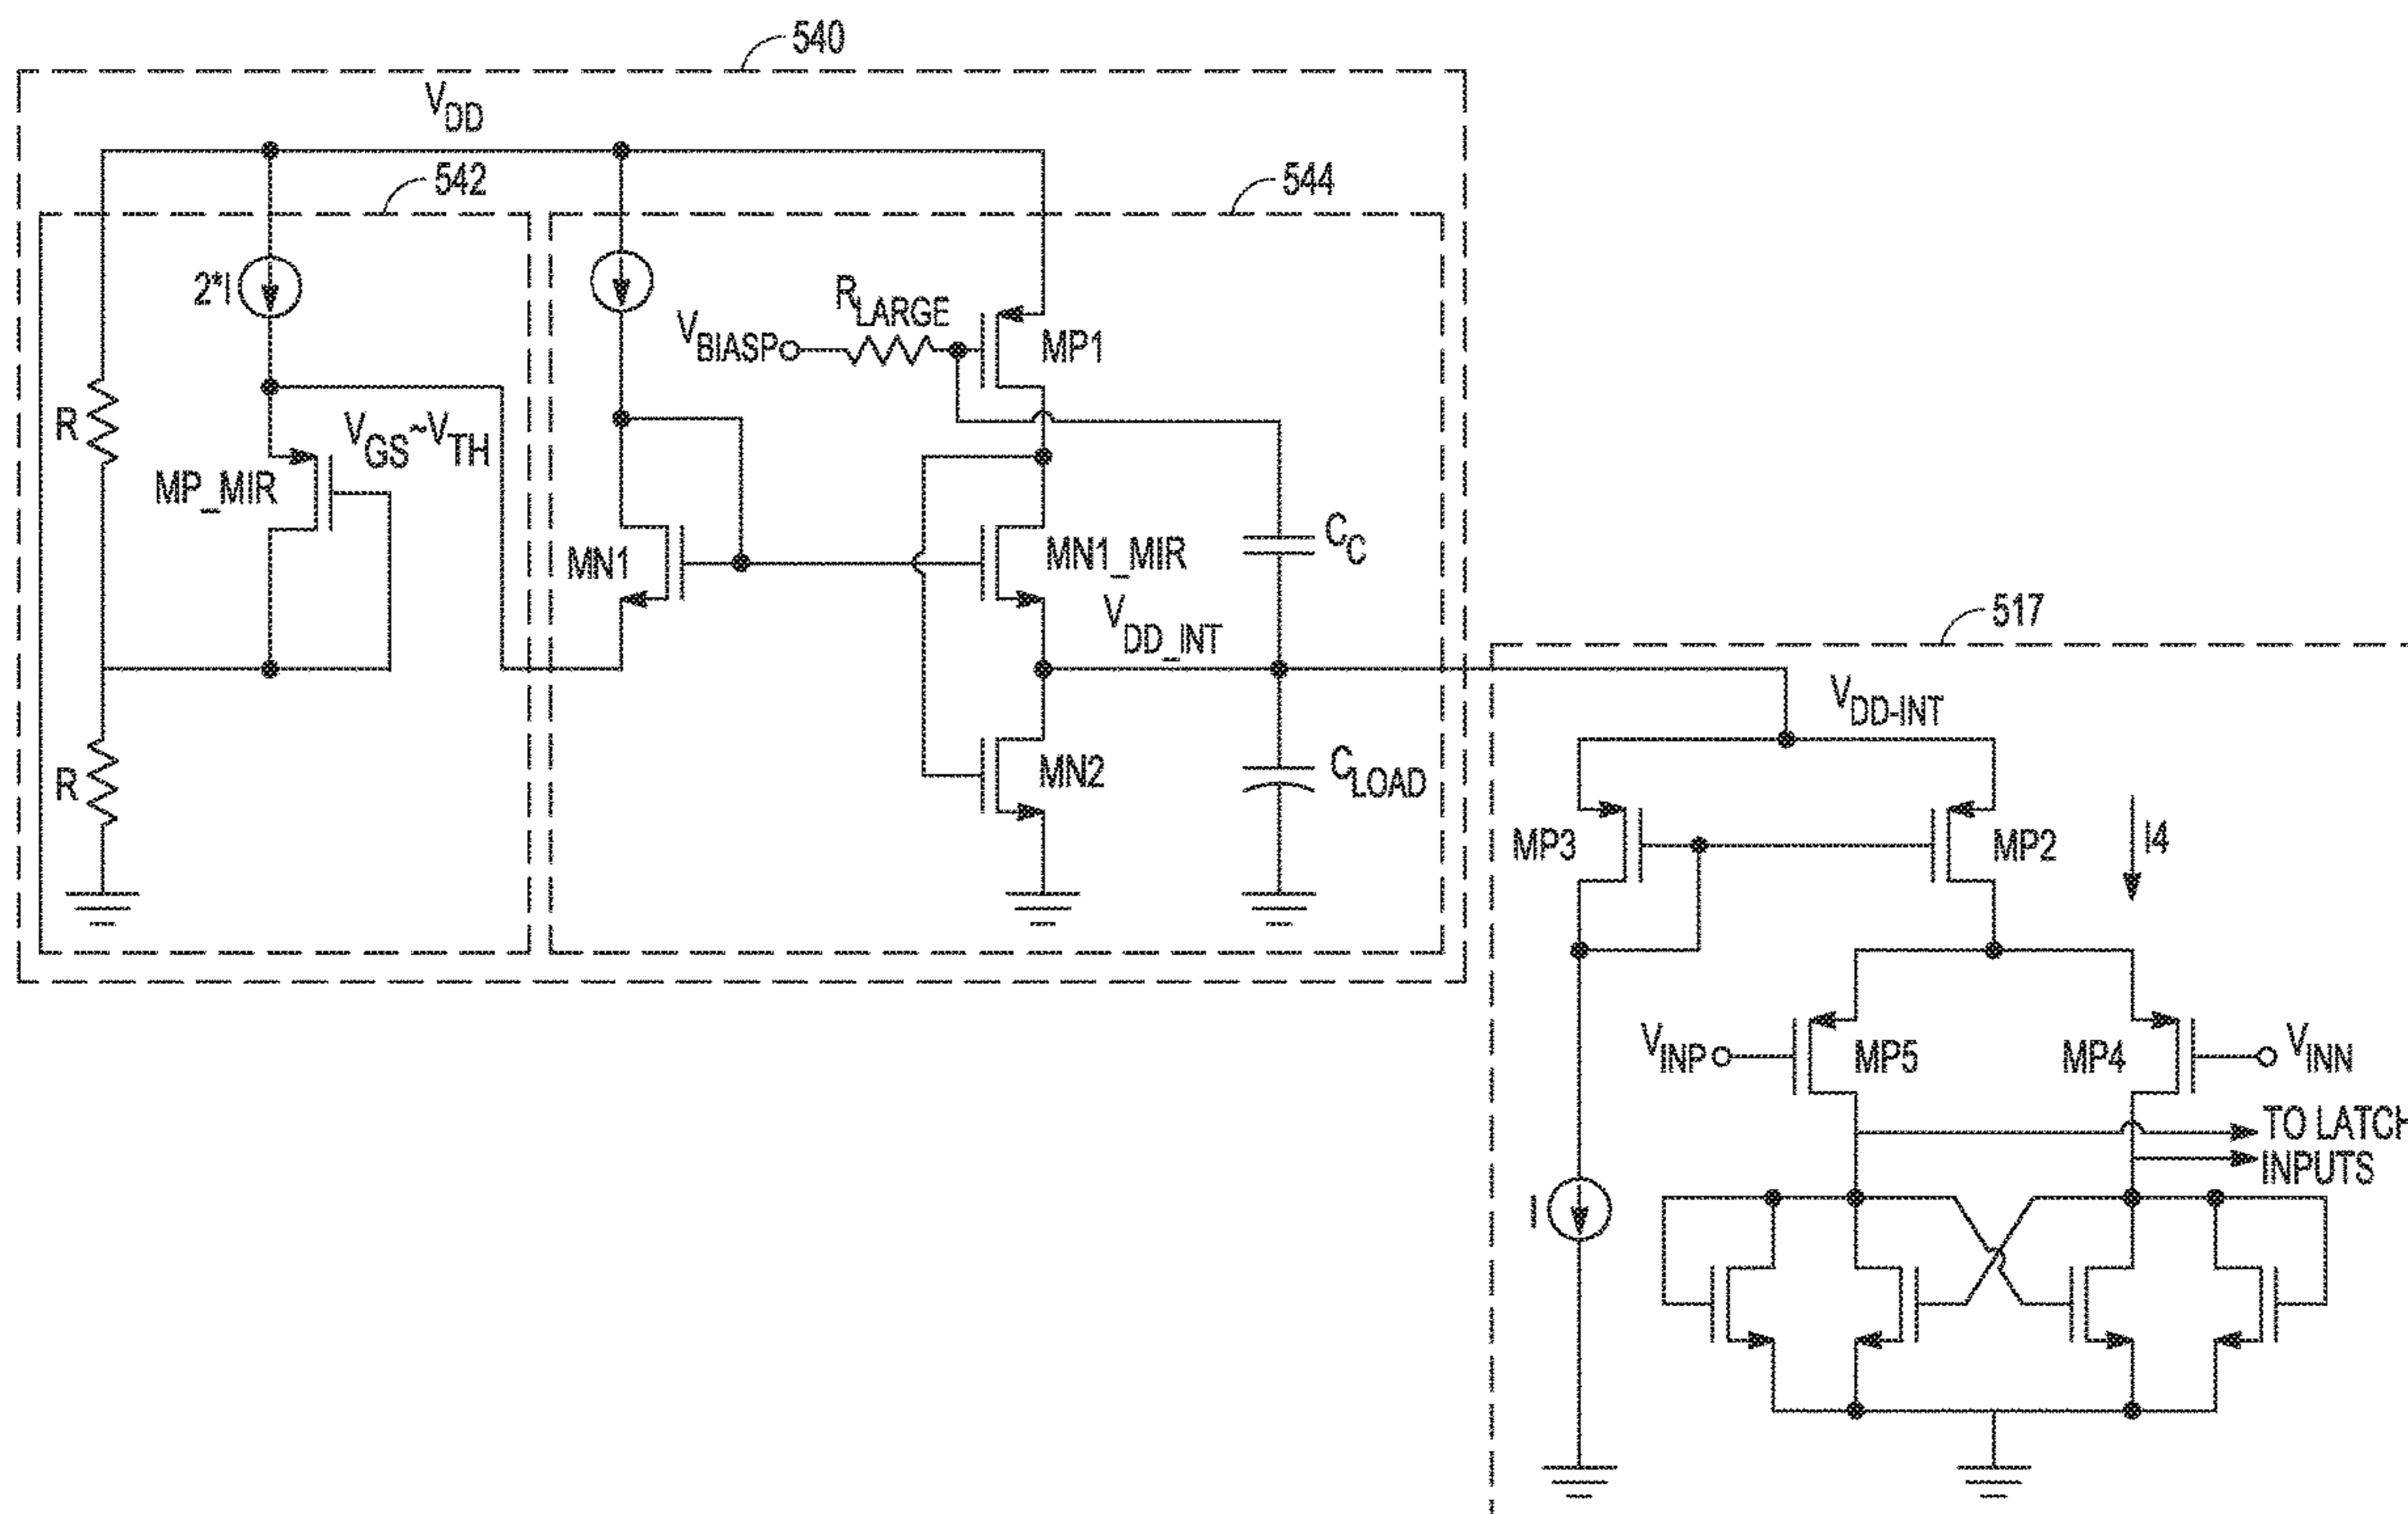 540
VDD
542
544
2*I
RLARGE
VBIASP
MP1
R
VGS~VTH
MP_MIR
CC
MN1
MN1_MIR
VDD_INT
517
VDD-INT
R
MN2
CLOAD
MP3
MP2
I4
VINP
MP5
MP4
VINN
TO LATCH
INPUTS
I